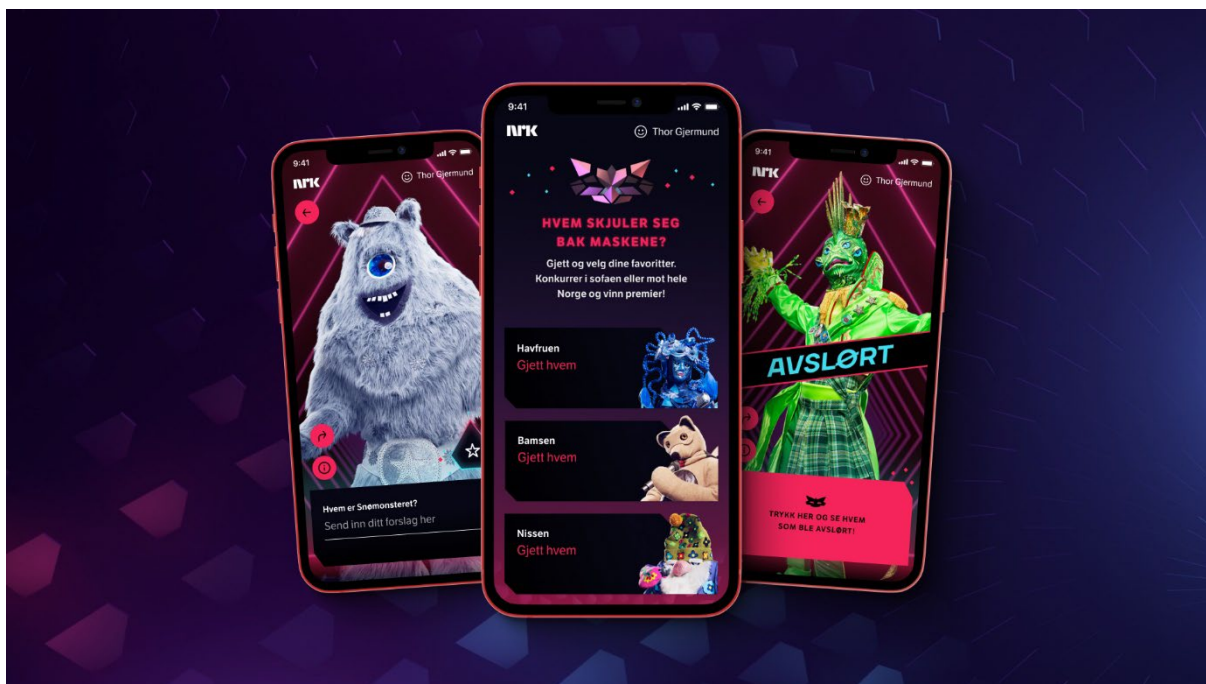 9:41
NRK
Thor Gjermund
Hvem er Snømonsteret?
Send inn ditt forslag her
9:41
NRK
Thor Gjermund
HVEM SKJULER SEG
BAK MASKENE?
Gjett og velg dine favoritter.
Konkurrer i sofaen eller mot hele
Norge og vinn premier!
Havfruen
Gjett hvem
Bamsen
Gjett hvem
Nissen
Gjett hvem
9:41
NRK
Thor Gjermund
AVSLØRT
TRYKK HER OG SE HVEM
SOM BLE AVSLØRT!